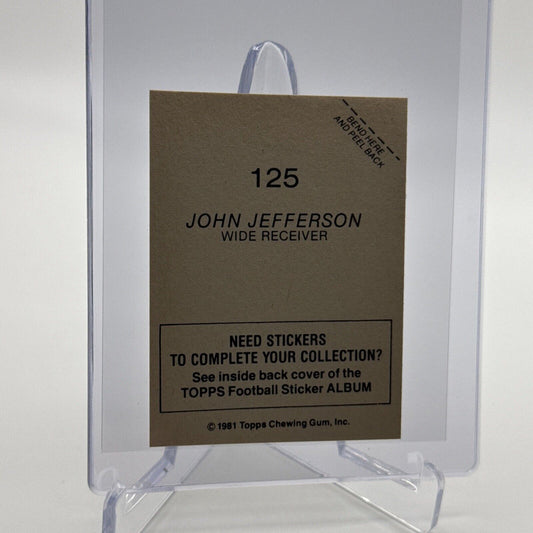 BEND HERE
AND PEEL BACK
125
JOHN JEFFERSON
WIDE RECEIVER
NEED STICKERS
TO COMPLETE YOUR COLLECTION?
See inside back cover of the
TOPPS Football Sticker ALBUM
© 1981 Topps Chewing Gum, Inc.